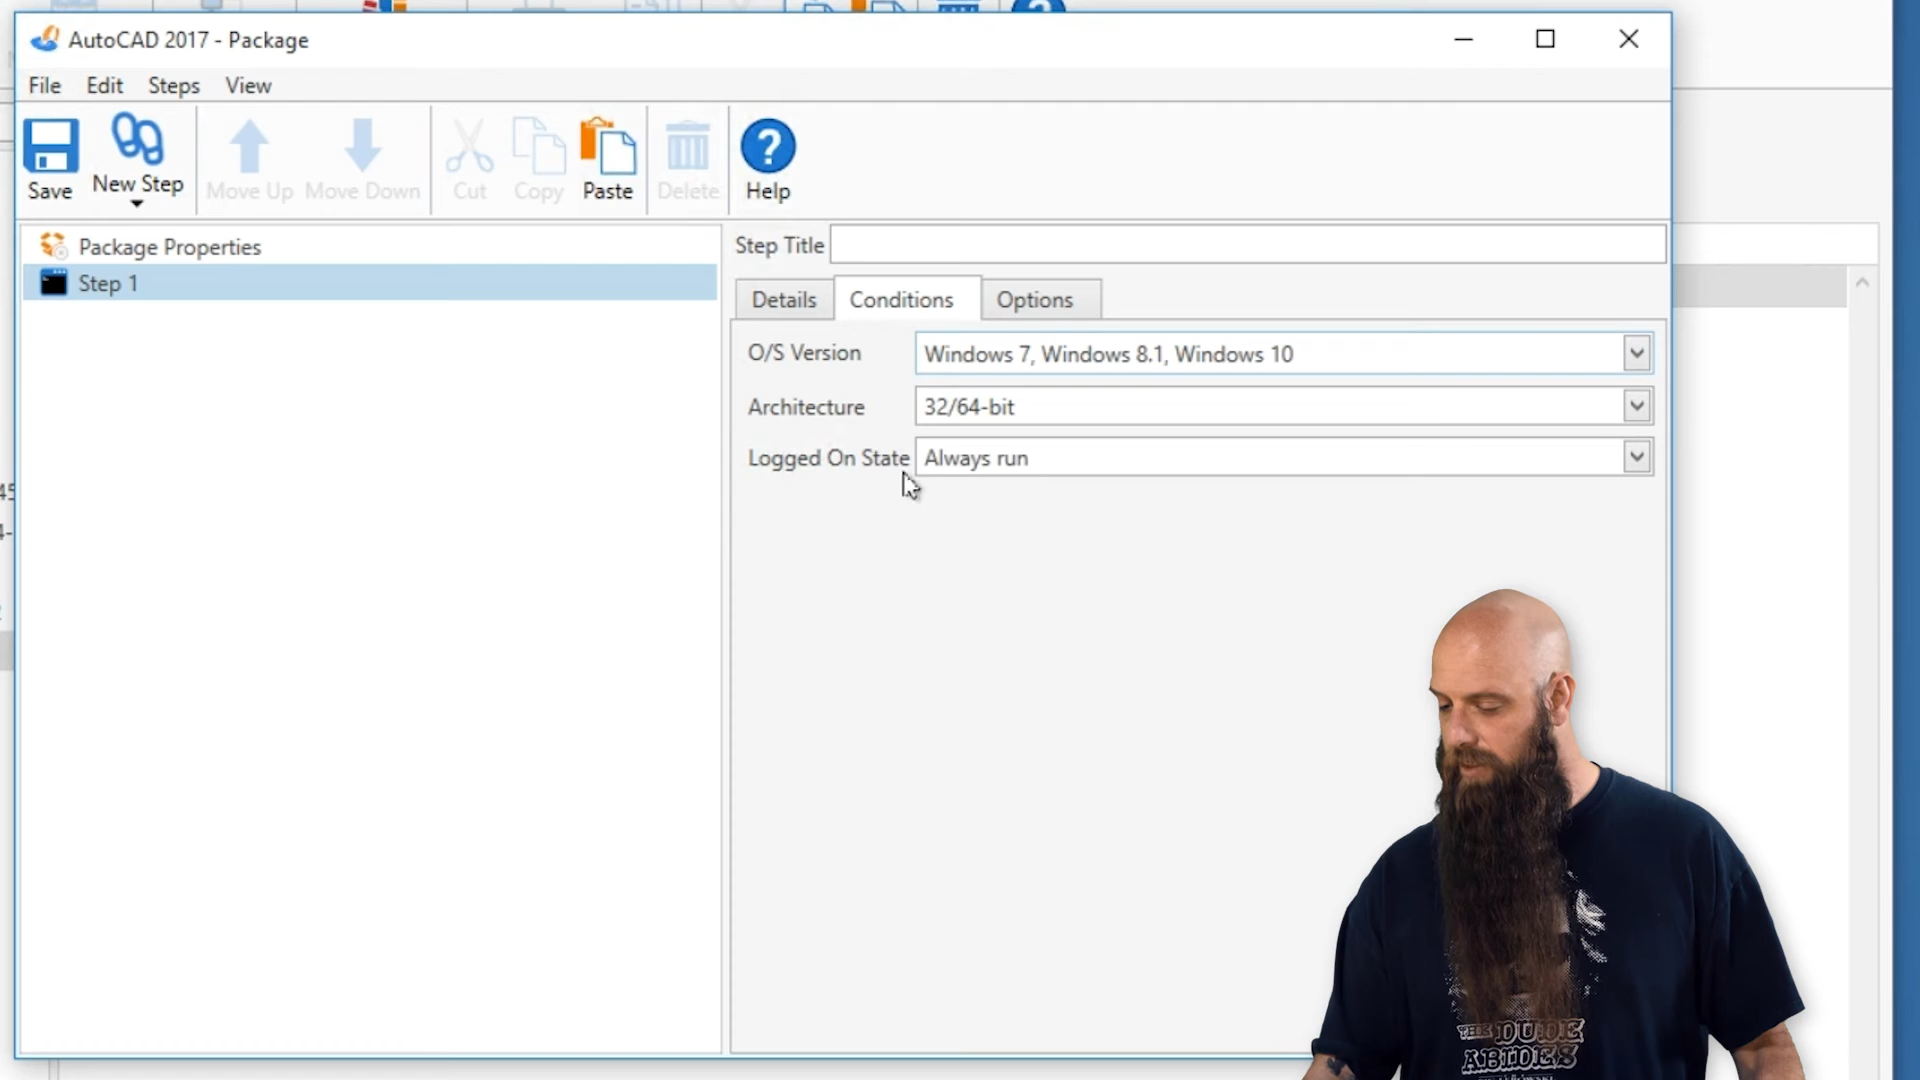 AutoCAD 2017 - Package
File Edit Steps View
Save New Step Move Up Move Down Cut Copy Paste Delete Help
Package Properties
Step 1
Step Title
Details Conditions Options
O/S Version Windows 7, Windows 8.1, Windows 10
Architecture 32/64-bit
Logged On State Always run
THE DUDE
ABIDES